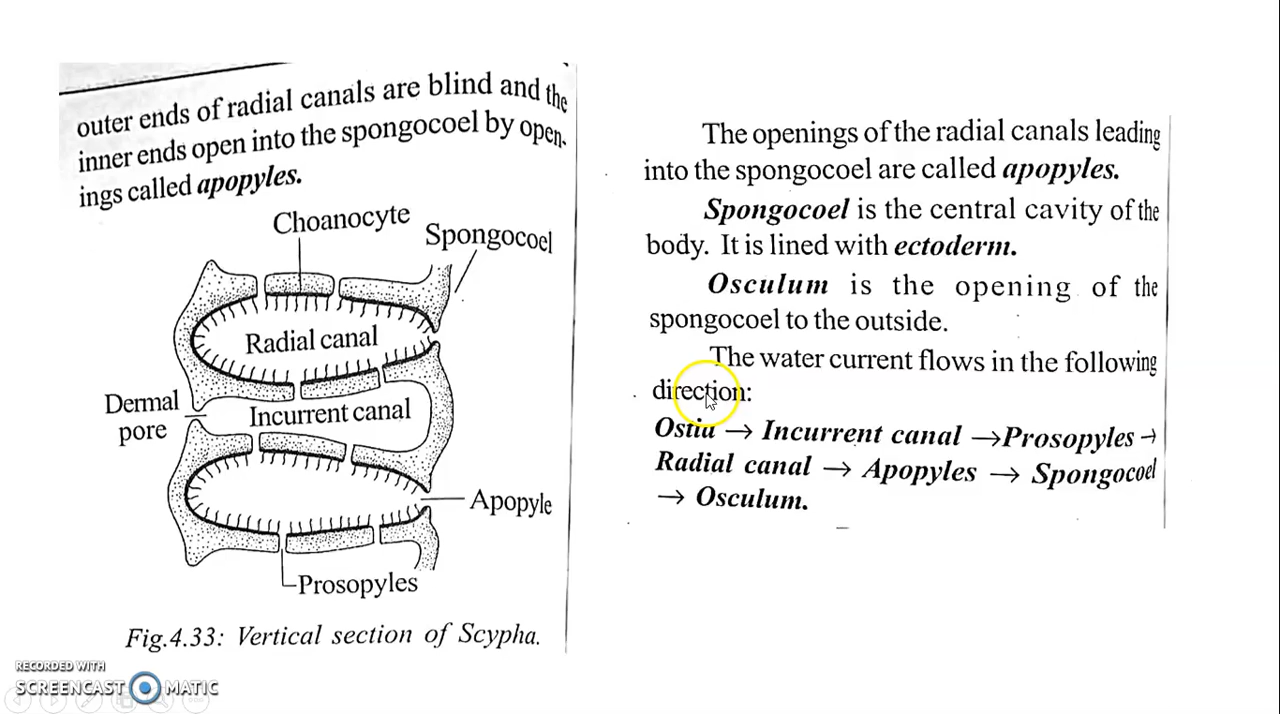 outer ends of radial canals are blind and the
inner ends open into the spongocoel by open-
ings called apopyles.
Choanocyte
Spongocoel
Radial canal
Dermal
pore
Incurrent canal
Apopyle
Prosopyles
Fig.4.33: Vertical section of Scypha.
The openings of the radial canals leading
into the spongocoel are called apopyles.
Spongocoel is the central cavity of the
body. It is lined with ectoderm.
Osculum is the opening of the
spongocoel to the outside.
The water current flows in the following
direction:
Ostia → Incurrent canal → Prosopyles →
Radial canal → Apopyles → Spongocoel
→ Osculum.
RECORDED WITH
SCREENCAST MATIC